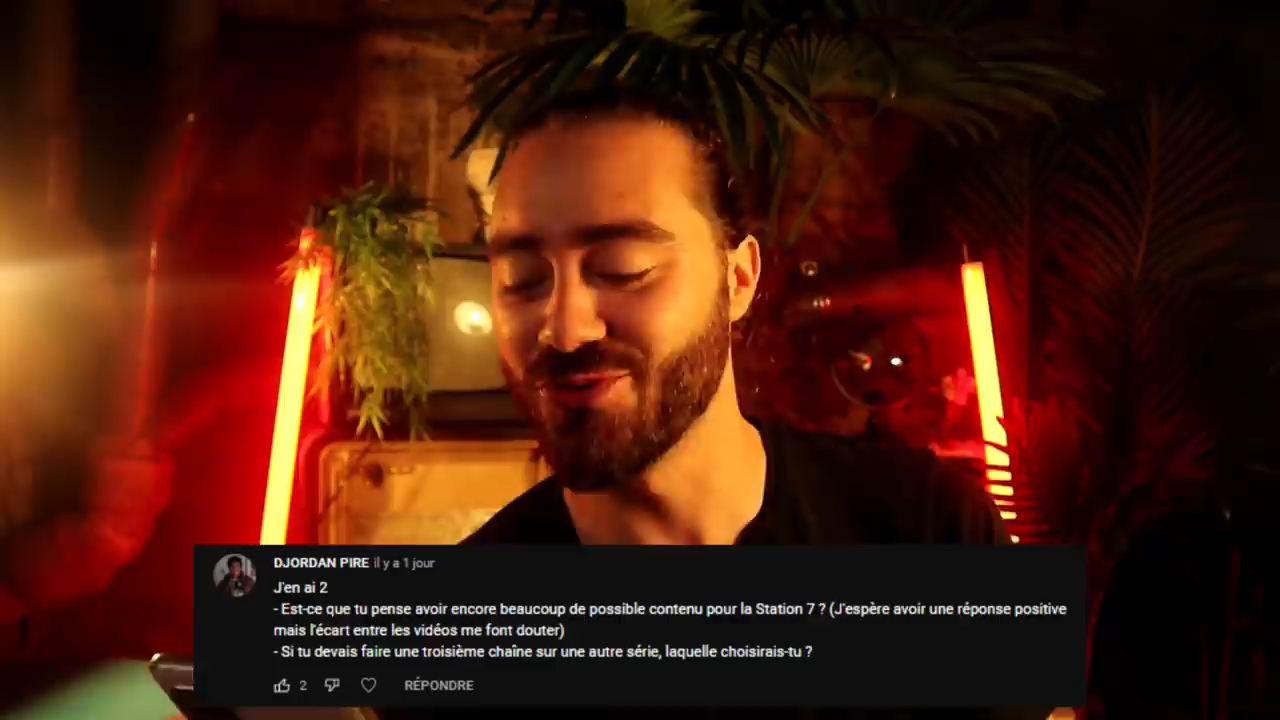 DJORDAN PIRE il y a 1 jour
J'en ai 2
- Est-ce que tu pense avoir encore beaucoup de possible contenu pour la Station 7 ? (J'espère avoir une réponse positive
mais l'écart entre les vidéos me font douter)
- Si tu devais faire une troisième chaîne sur une autre série, laquelle choisirais-tu ?
2 RÉPONDRE